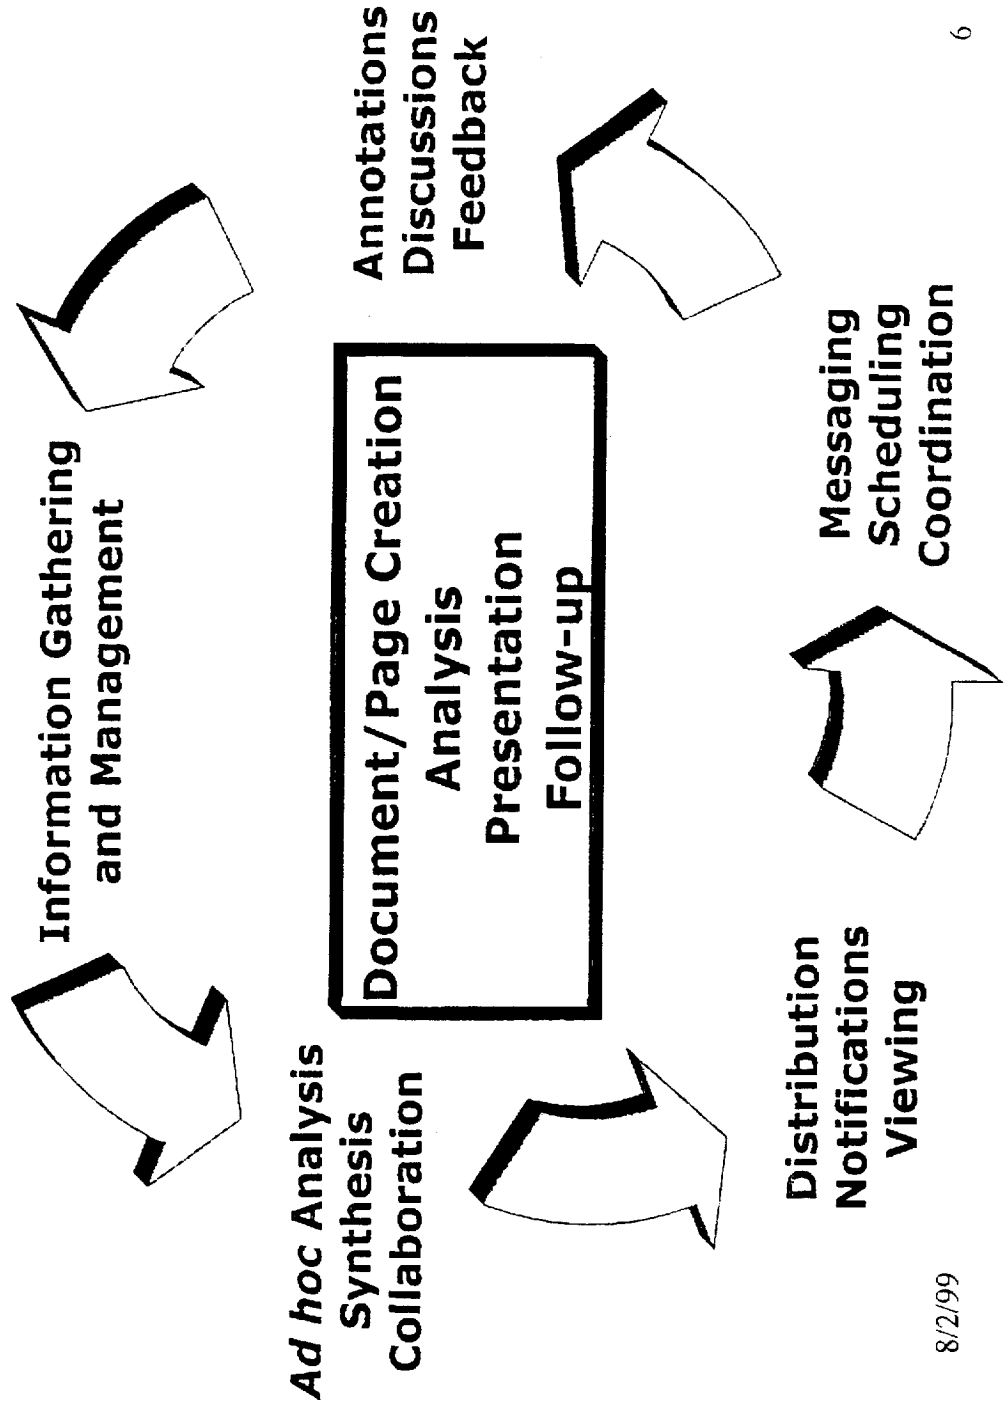 Information Gathering
and Management
Annotations
Discussions
Feedback
Messaging
Scheduling
Coordination
Distribution
Notifications
Viewing
Ad hoc Analysis
Synthesis
Collaboration
Document/Page Creation
Analysis
Presentation
Follow-up
8/2/99
6